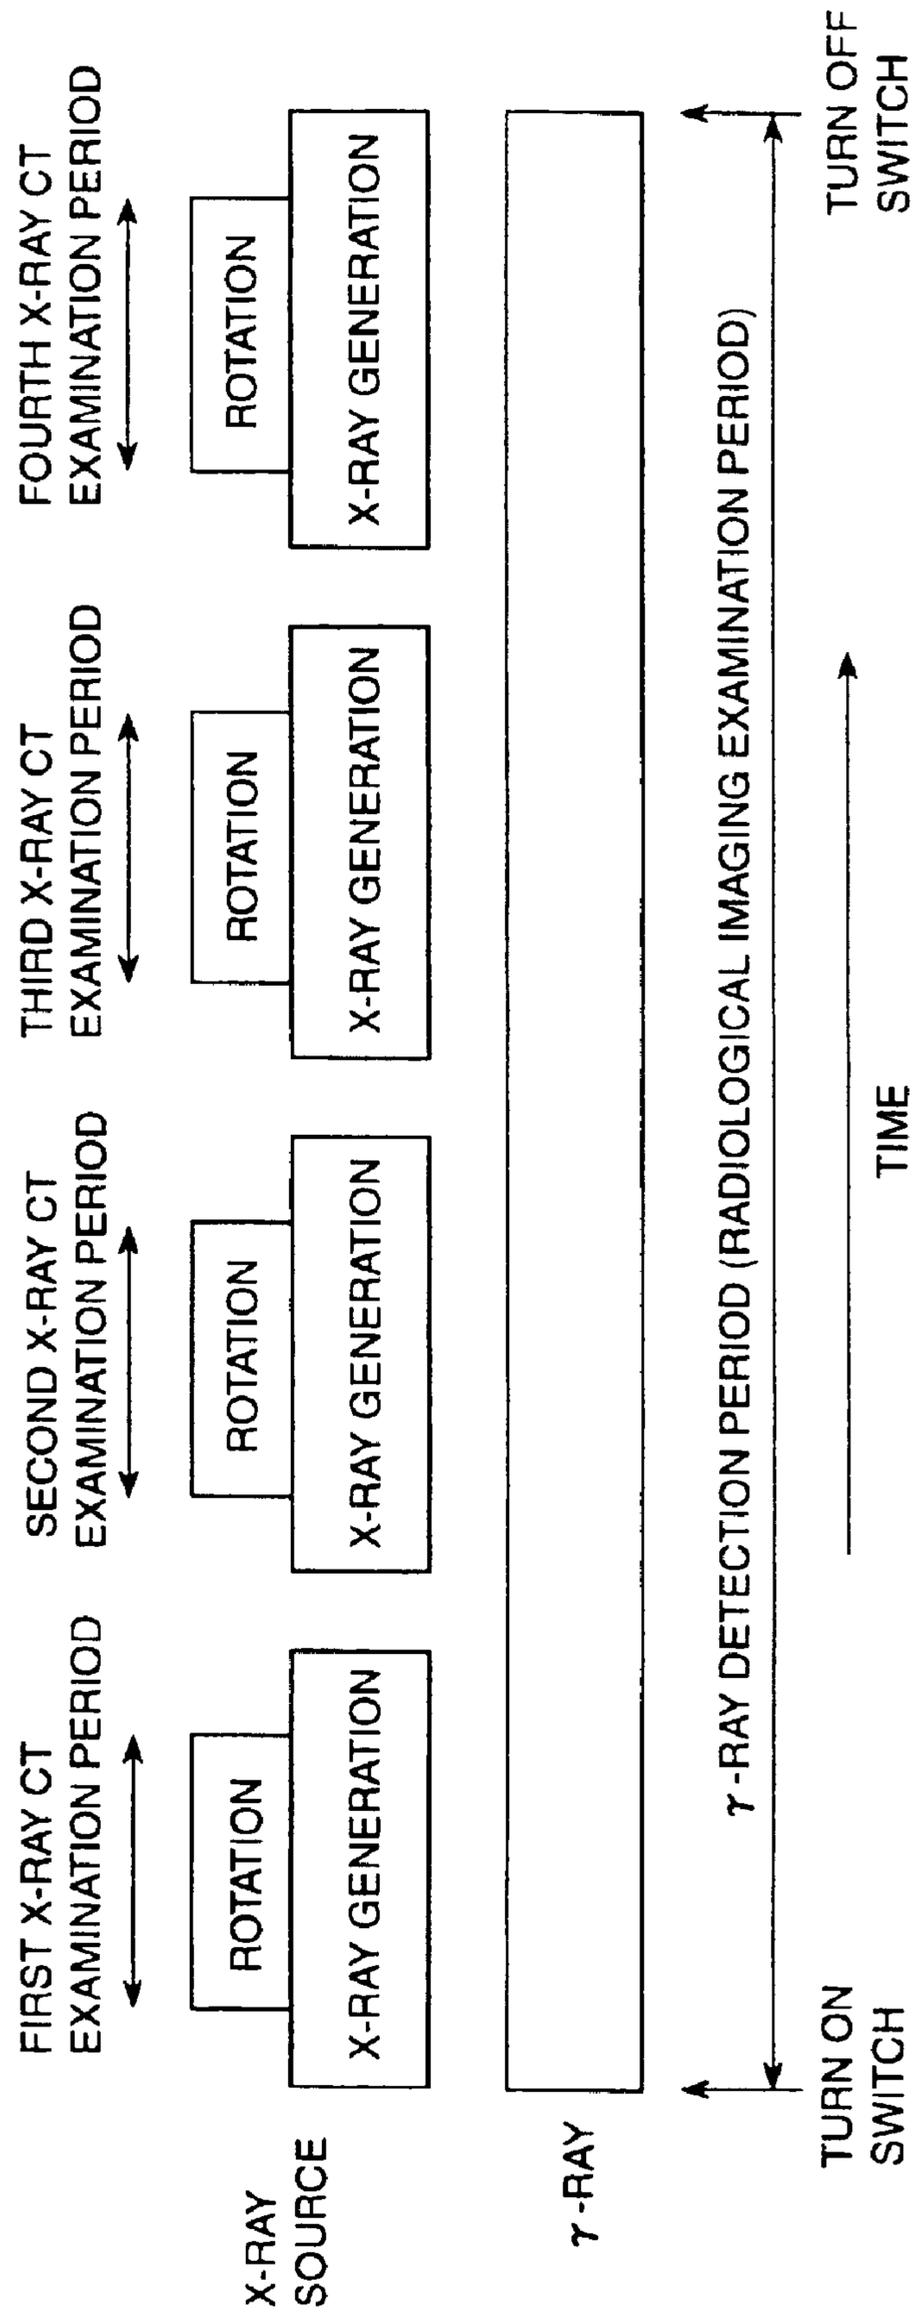 FIRST X-RAY CT
EXAMINATION PERIOD
SECOND X-RAY CT
EXAMINATION PERIOD
THIRD X-RAY CT
EXAMINATION PERIOD
FOURTH X-RAY CT
EXAMINATION PERIOD
X-RAY
SOURCE
ROTATION
X-RAY GENERATION
ROTATION
X-RAY GENERATION
ROTATION
X-RAY GENERATION
ROTATION
X-RAY GENERATION
γ-RAY
γ-RAY DETECTION PERIOD (RADIOLOGICAL IMAGING EXAMINATION PERIOD)
TURN ON
SWITCH
TIME
TURN OFF
SWITCH